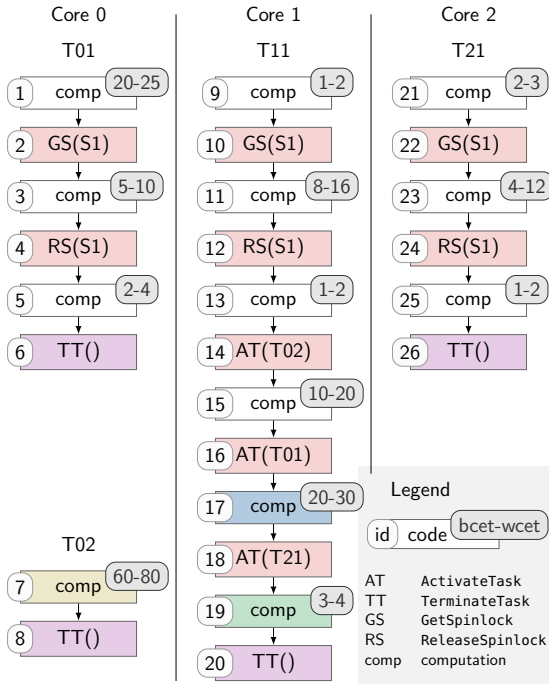 Core 0
Core 1
Core 2
T01
T11
T21
1 comp 20-25
2 GS(S1)
3 comp 5-10
4 RS(S1)
5 comp 2-4
6 TT()
T02
7 comp 60-80
8 TT()
9 comp 1-2
10 GS(S1)
11 comp 8-16
12 RS(S1)
13 comp 1-2
14 AT(T02)
15 comp 10-20
16 AT(T01)
17 comp 20-30
18 AT(T21)
19 comp 3-4
20 TT()
21 comp 2-3
22 GS(S1)
23 comp 4-12
24 RS(S1)
25 comp 1-2
26 TT()
Legend
id code bcet-wcet
AT ActivateTask
TT TerminateTask
GS GetSpinlock
RS ReleaseSpinlock
comp computation